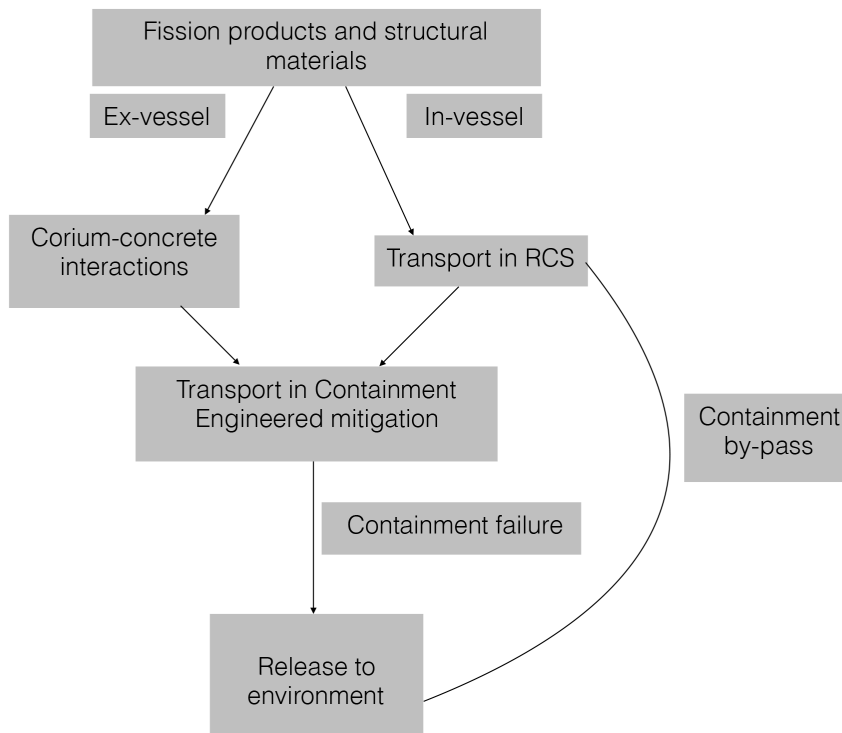 Fission products and structural
materials
Ex-vessel
In-vessel
Corium-concrete
interactions
Transport in RCS
Transport in Containment
Engineered mitigation
Containment
by-pass
Containment failure
Release to
environment